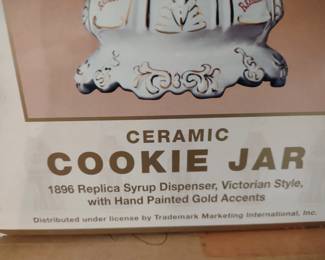 CERAMIC
COOKIE JAR
1896 Replica Syrup Dispenser, Victorian Style,
with Hand Painted Gold Accents
Distributed under license by Trademark Marketing International, Inc.